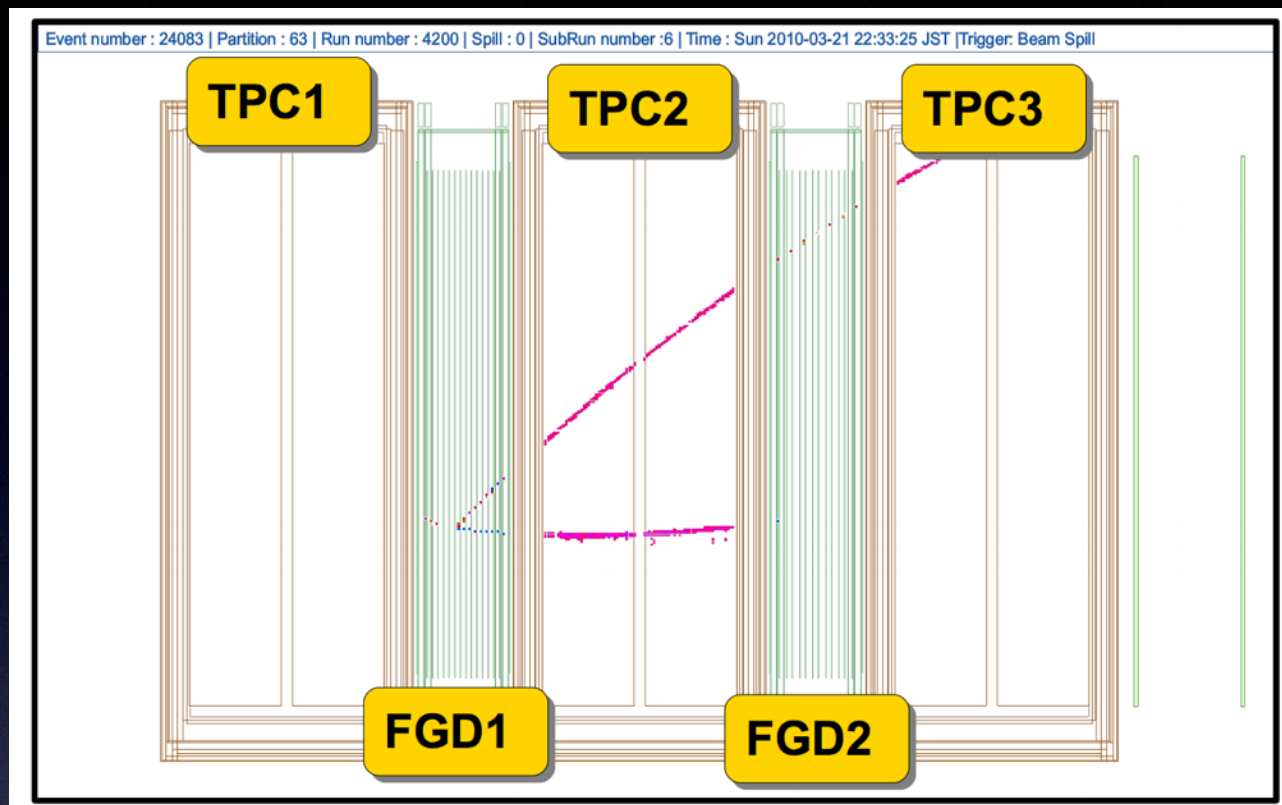 Event number : 24083 | Partition : 63 | Run number : 4200 | Spill : 0 | SubRun number :6 | Time : Sun 2010-03-21 22:33:25 JST |Trigger: Beam Spill
TPC1
TPC2
TPC3
FGD1
FGD2